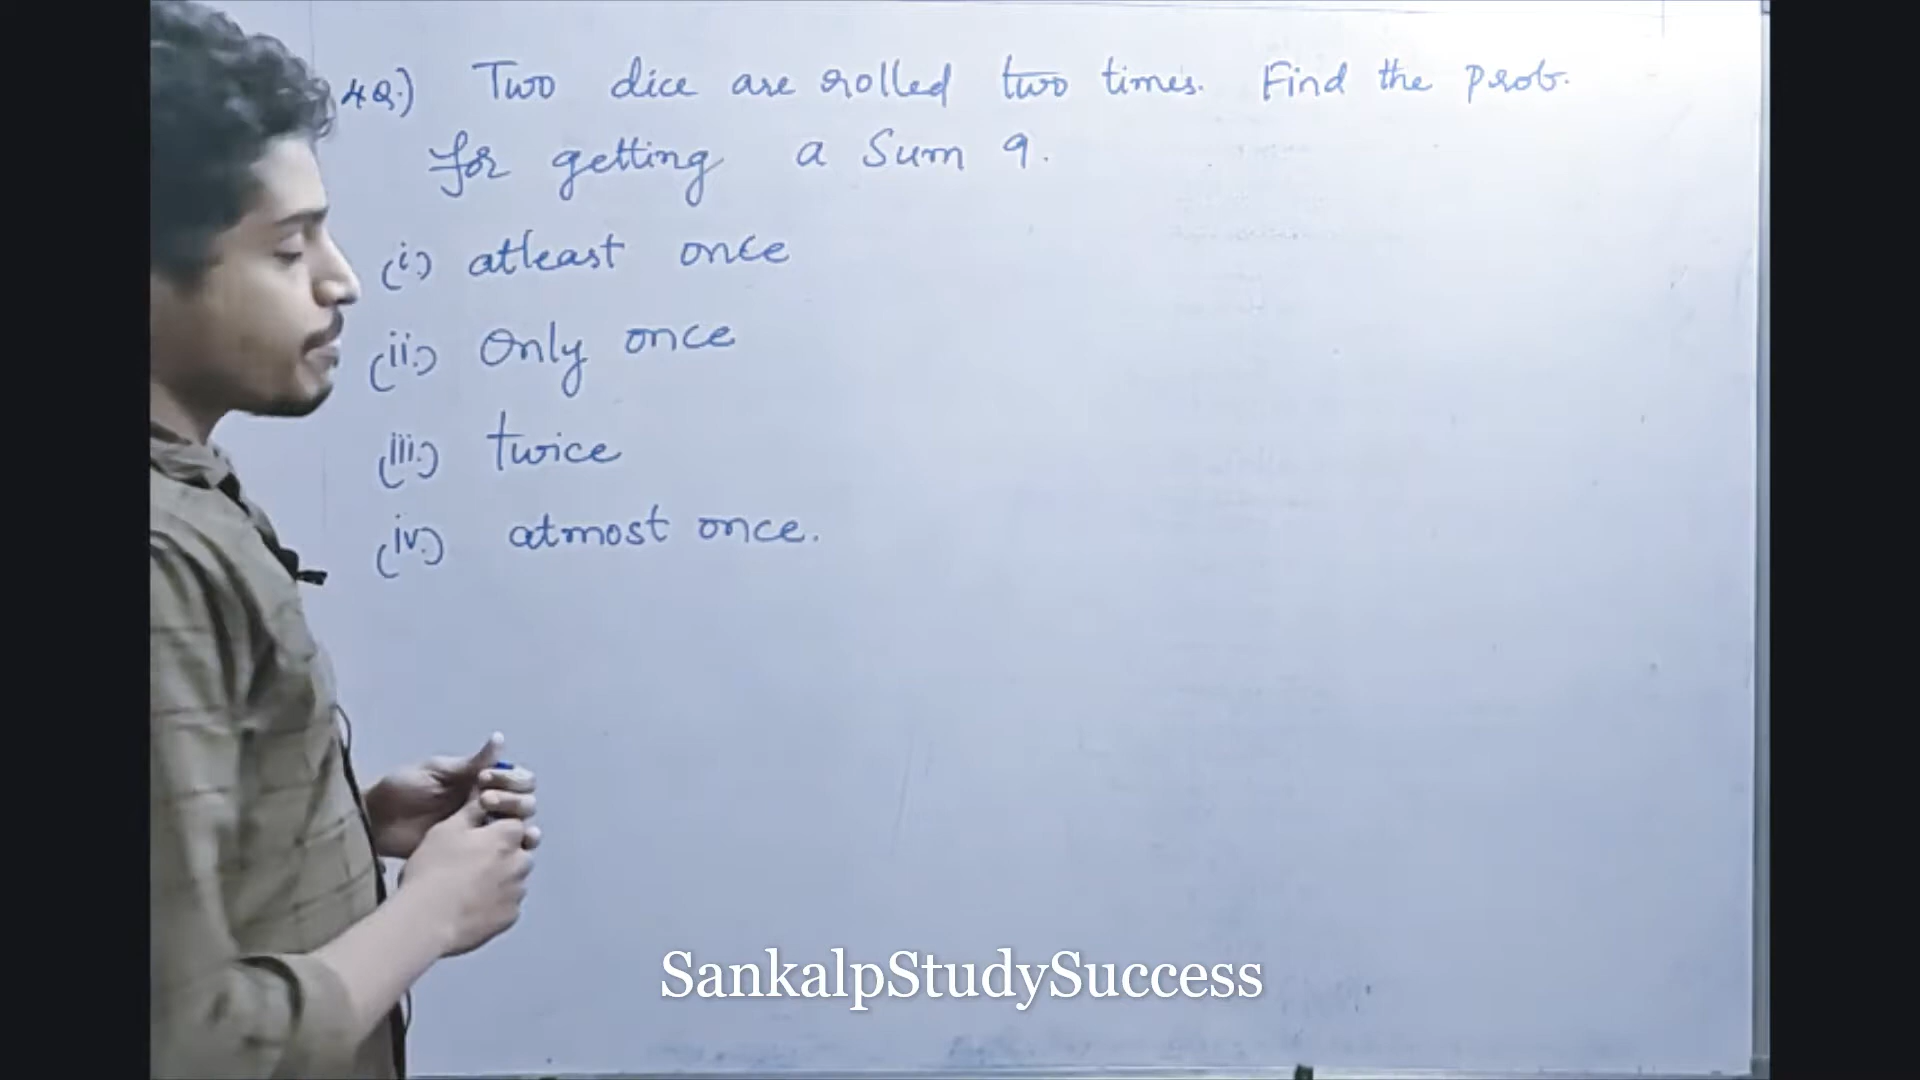 4Q.) Two dice are rolled two times. Find the prob.
for getting a Sum 9.
(i) atleast once
(ii.) Only once
(iii.) twice
(iv.) atmost once.
SankalpStudySuccess